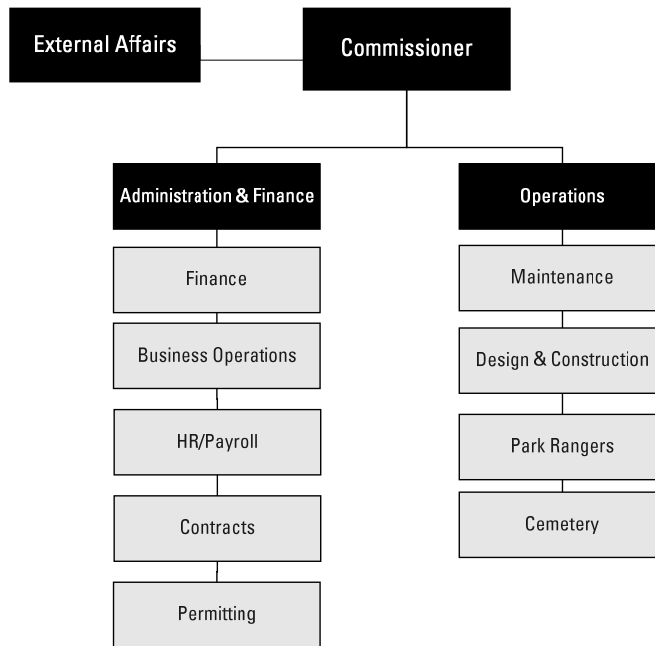 External Affairs
Commissioner
Administration & Finance
Operations
Finance
Business Operations
HR/Payroll
Contracts
Permitting
Maintenance
Design & Construction
Park Rangers
Cemetery